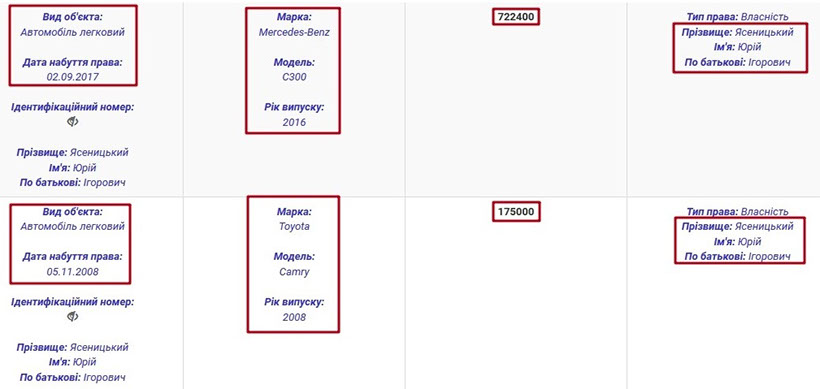 Вид об'єкта:
Автомобіль легковий
Дата набуття права:
02.09.2017
Ідентифікаційний номер:
Прізвище: Ясеницький
Ім'я: Юрій
По батькові: Ігорович
Марка:
Mercedes-Benz
Модель:
C300
Рік випуску:
2016
722400
Тип права: Власність
Прізвище: Ясеницький
Ім'я: Юрій
По батькові: Ігорович
Вид об'єкта:
Автомобіль легковий
Дата набуття права:
05.11.2008
Ідентифікаційний номер:
Прізвище: Ясеницький
Ім'я: Юрій
По батькові: Ігорович
Марка:
Toyota
Модель:
Camry
Рік випуску:
2008
175000
Тип права: Власність
Прізвище: Ясеницький
Ім'я: Юрій
По батькові: Ігорович